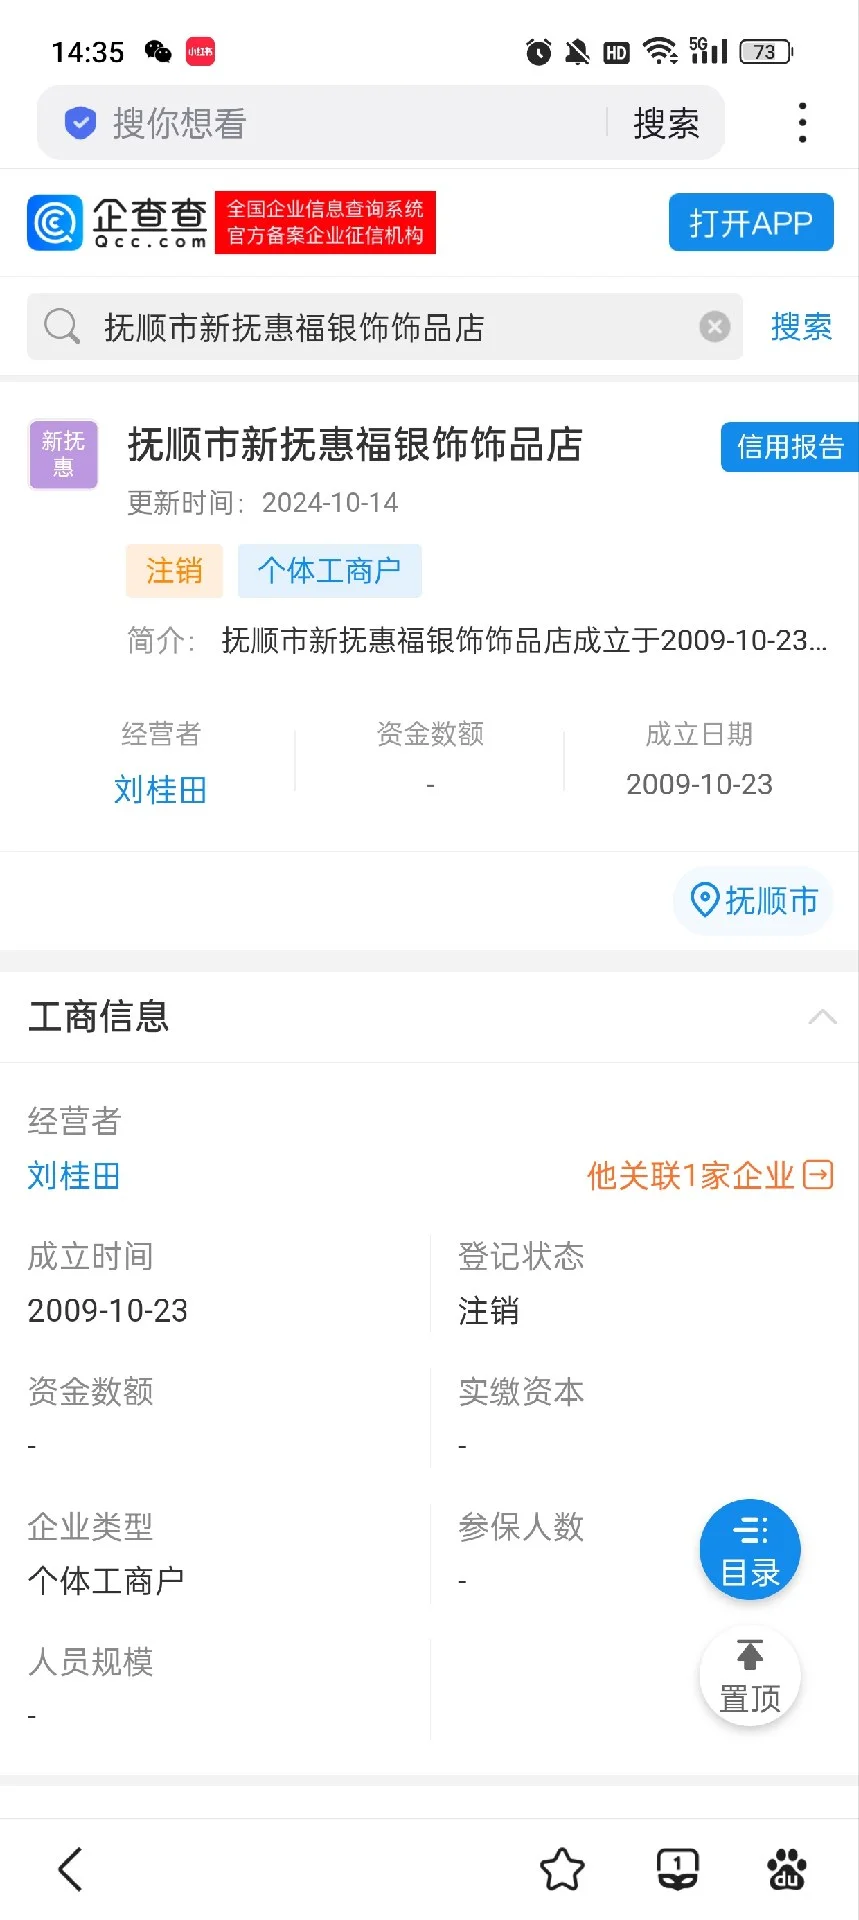 14:35 小红书 HD 5G 73
搜你想看 搜索
企查查 全国企业信息查询系统
Qcc.com 官方备案企业征信机构
打开APP
抚顺市新抚惠福银饰饰品店 搜索
新抚
惠
抚顺市新抚惠福银饰饰品店 信用报告
更新时间：2024-10-14
注销 个体工商户
简介： 抚顺市新抚惠福银饰饰品店成立于2009-10-23...
经营者 资金数额 成立日期
刘桂田 - 2009-10-23
抚顺市
工商信息
经营者
刘桂田 他关联1家企业
成立时间 登记状态
2009-10-23 注销
资金数额 实缴资本
- -
企业类型 参保人数
个体工商户 -
目录
人员规模
-
置顶
1 du